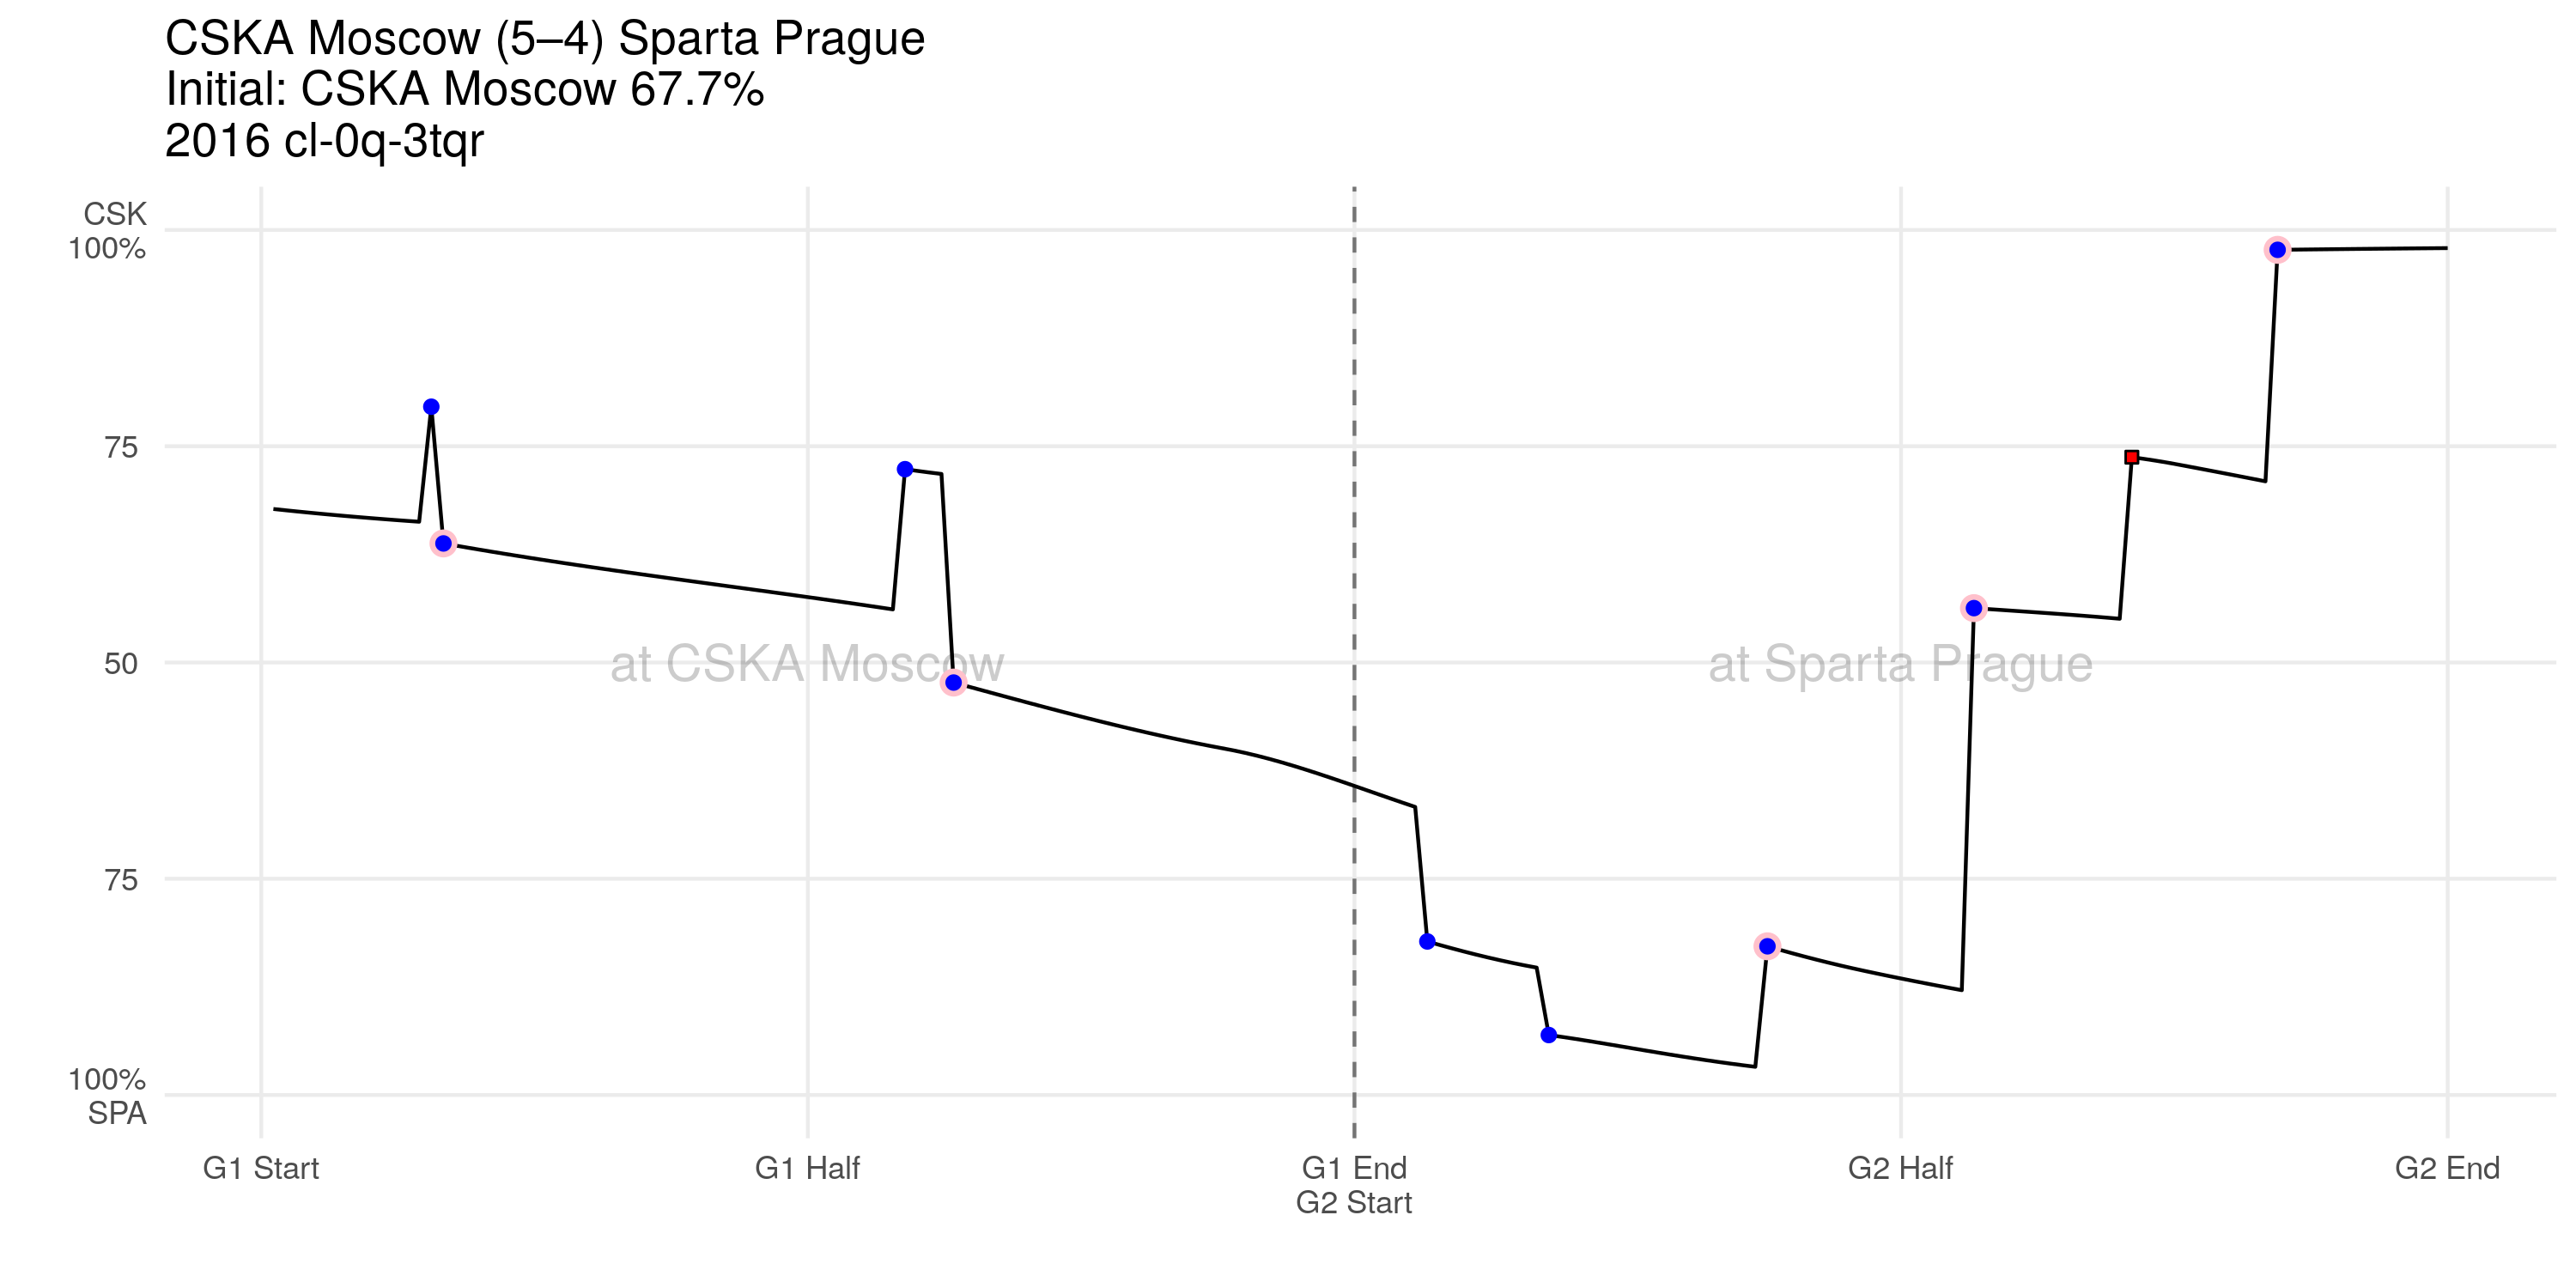 CSKA Moscow (5–4) Sparta Prague
Initial: CSKA Moscow 67.7%
2016 cl-0q-3tqr
CSK
100%
75
50
75
100%
SPA
at CSKA Moscow
at Sparta Prague
G1 Start
G1 Half
G1 End
G2 Start
G2 Half
G2 End